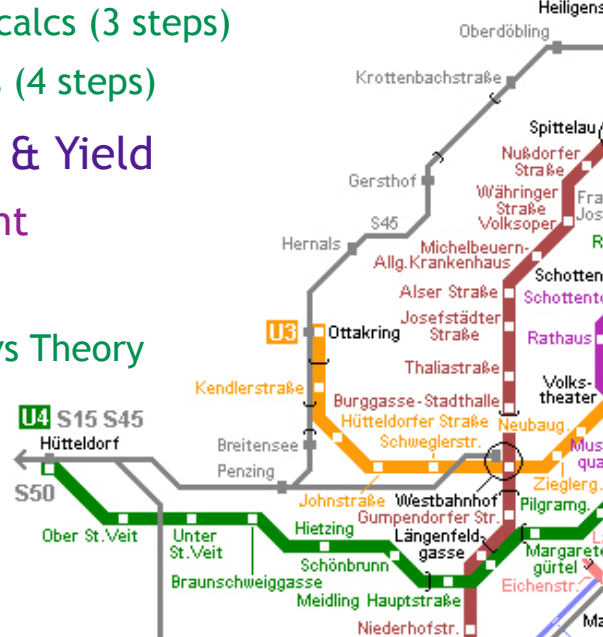 calcs (3 steps)
(4 steps)
& Yield
Theory
Heiligens
Oberdöbling
Krottenbachstraße
Spittelau
Nußdorfer
Straße
Gersthof
Währinger
Straße
Volksoper
S45
Hernals
Michelbeuern-
Allg.Krankenhaus
Schotten
Alser Straße
Schottent
U3 Ottakring
Josefstädter
Straße
Rathaus
Thaliastraße
Kendlerstraße
Volks-
theater
Burggasse-Stadthalle
Hütteldorfer Straße
Neubaug.
Schweglerstr.
U4 S15 S45
Hütteldorf
Breitensee
Penzing
S50
Zieglerg.
Johnstraße
Westbahnhof
Pilgramg.
Gumpendorfer Str.
Ober St.Veit
Unter
St.Veit
Hietzing
Längenfeld-
gasse
Schönbrunn
Margarete
gürtel
Braunschweiggasse
Eichenstr.
Meidling Hauptstraße
Niederhofstr.